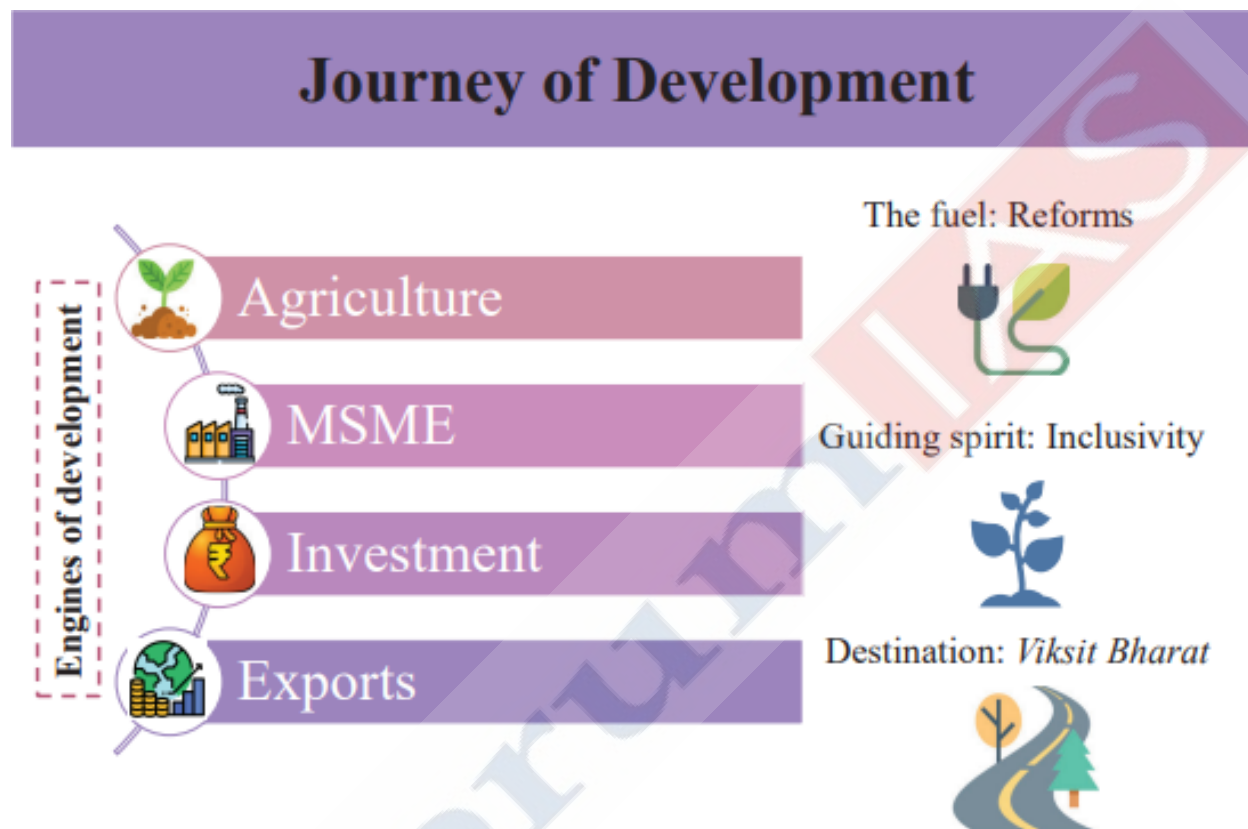 Journey of Development
Engines of development
Agriculture
MSME
Investment
Exports
The fuel: Reforms
Guiding spirit: Inclusivity
Destination: Viksit Bharat
rumIAS